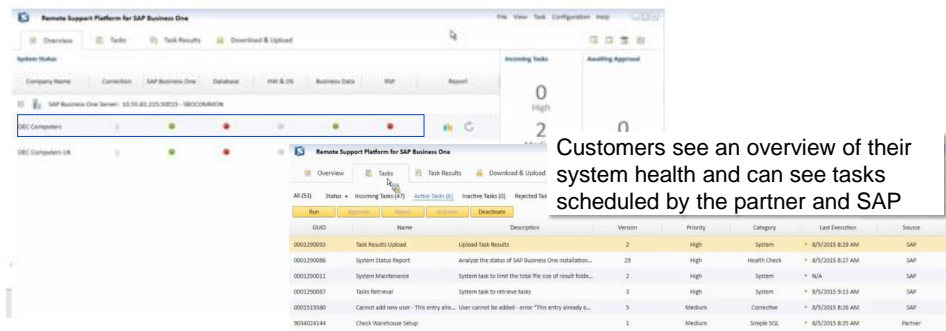 Remote Support Platform for SAP Business One
File View Task Configuration Help
Overview Tasks Task Results Download & Upload
System Status
Incoming Tasks Awaiting Approval
Company Name Correction SAP Business One Database HW & OS Business Data RSP Report
0
High
SAP Business One Server: 10.55.83.215:30015 - SBOCOMMON
OEC Computers
2
0
OEC Computers UK
Customers see an overview of their
system health and can see tasks
scheduled by the partner and SAP
Remote Support Platform for SAP Business One
Overview Tasks Task Results Download & Upload
All (53) Status Incoming Tasks (47) Active Tasks (6) Inactive Tasks (0) Rejected Task
Run Approve Reject Activate Deactivate
GUID Name Description Version Priority Category Last Execution Source
0001290055 Task Results Upload Upload Task Results 2 High System 8/5/2015 8:29 AM SAP
0001290086 System Status Report Analyze the status of SAP Business One installation... 29 High Health Check 8/5/2015 8:27 AM SAP
0001290011 System Maintenance System task to limit the total file size of result folde... 2 High System N/A SAP
0001290087 Tasks Retrieval System task to retrieve tasks 3 High System 8/5/2015 9:13 AM SAP
0001519380 Cannot add new user - This entry alre... User cannot be added - error "This entry already e... 5 Medium Corrective 8/5/2015 8:26 AM SAP
9034024144 Check Warehouse Setup 1 Medium Simple SQL 8/5/2015 8:25 AM Partner